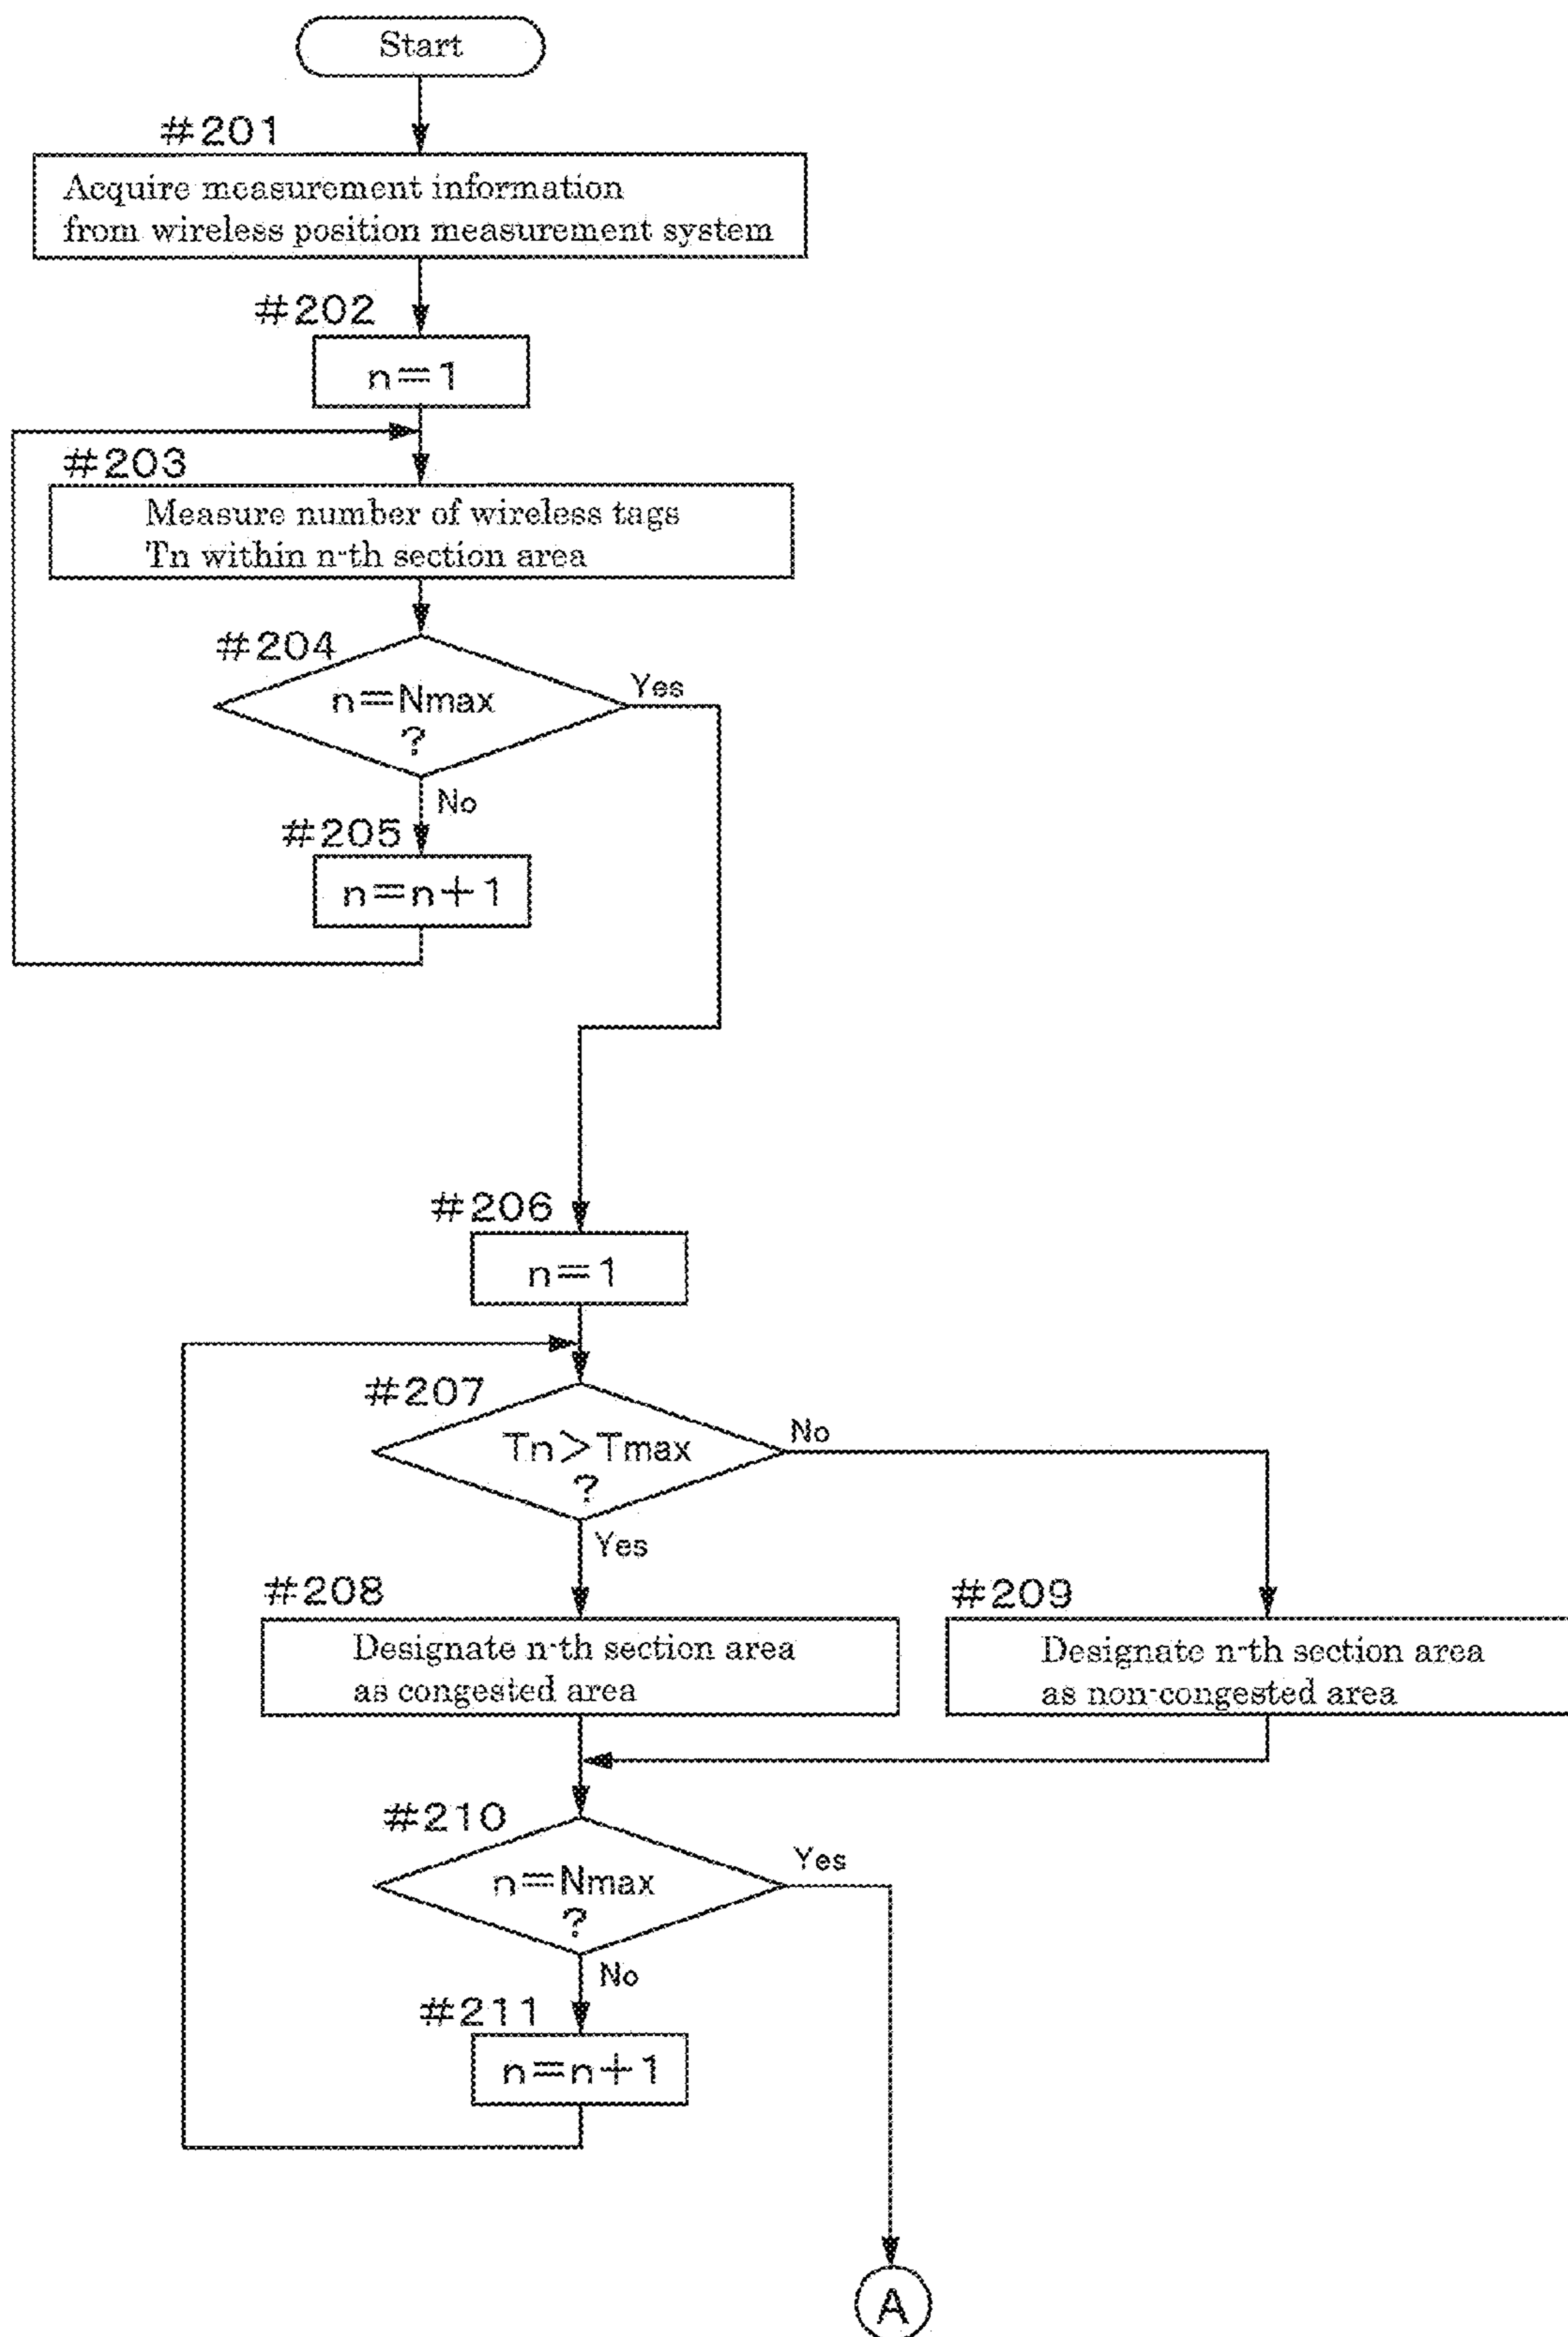 Start
#201
Acquire measurement information
from wireless position measurement system
#202
n=1
#203
Measure number of wireless tags
Tn within n-th section area
#204
n=Nmax
?
Yes
No
#205
n=n+1
#206
n=1
#207
Tn>Tmax
?
No
Yes
#208
Designate n-th section area
as congested area
#209
Designate n-th section area
as non-congested area
#210
n=Nmax
?
Yes
No
#211
n=n+1
A